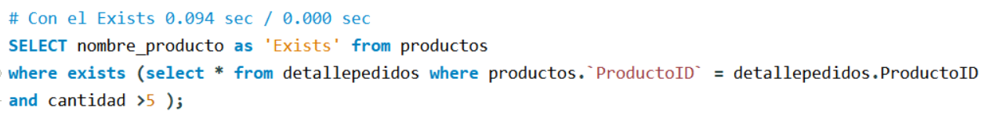 # Con el Exists 0.094 sec / 0.000 sec
SELECT nombre_producto as 'Exists' from productos
where exists (select * from detallepedidos where productos.`ProductoID` = detallepedidos.ProductoID
and cantidad >5 );